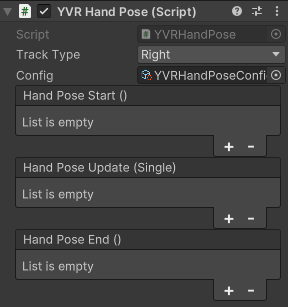 YVR Hand Pose (Script)
Script YVRHandPose
Track Type Right
Config YVRHandPoseConfi
Hand Pose Start ()
List is empty
+ -
Hand Pose Update (Single)
List is empty
+ -
Hand Pose End ()
List is empty
+ -